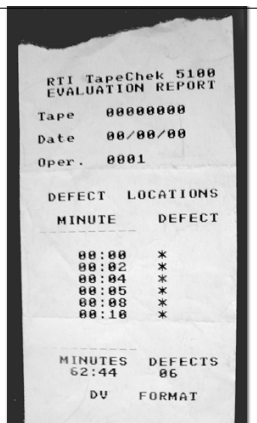 RTI TapeChek 5100
EVALUATION REPORT
Tape 00000000
Date 00/00/00
Oper. 0001
DEFECT LOCATIONS
MINUTE DEFECT
00:00 *
00:02 *
00:04 *
00:05 *
00:08 *
00:10 *
MINUTES DEFECTS
62:44 06
DV FORMAT